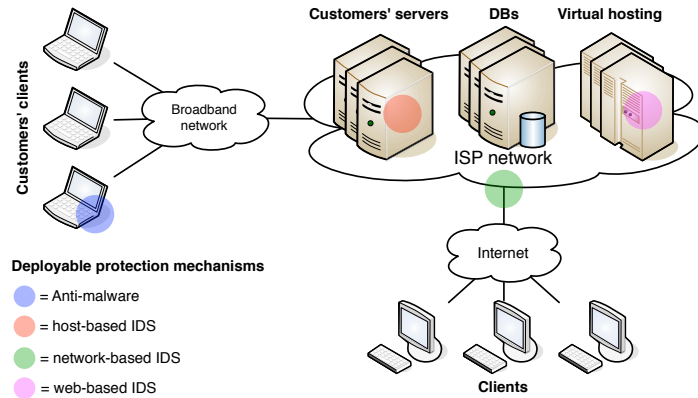 Customers' servers
DBs
Virtual hosting
Customers' clients
Broadband
network
ISP network
Internet
Deployable protection mechanisms
= Anti-malware
= host-based IDS
= network-based IDS
= web-based IDS
Clients